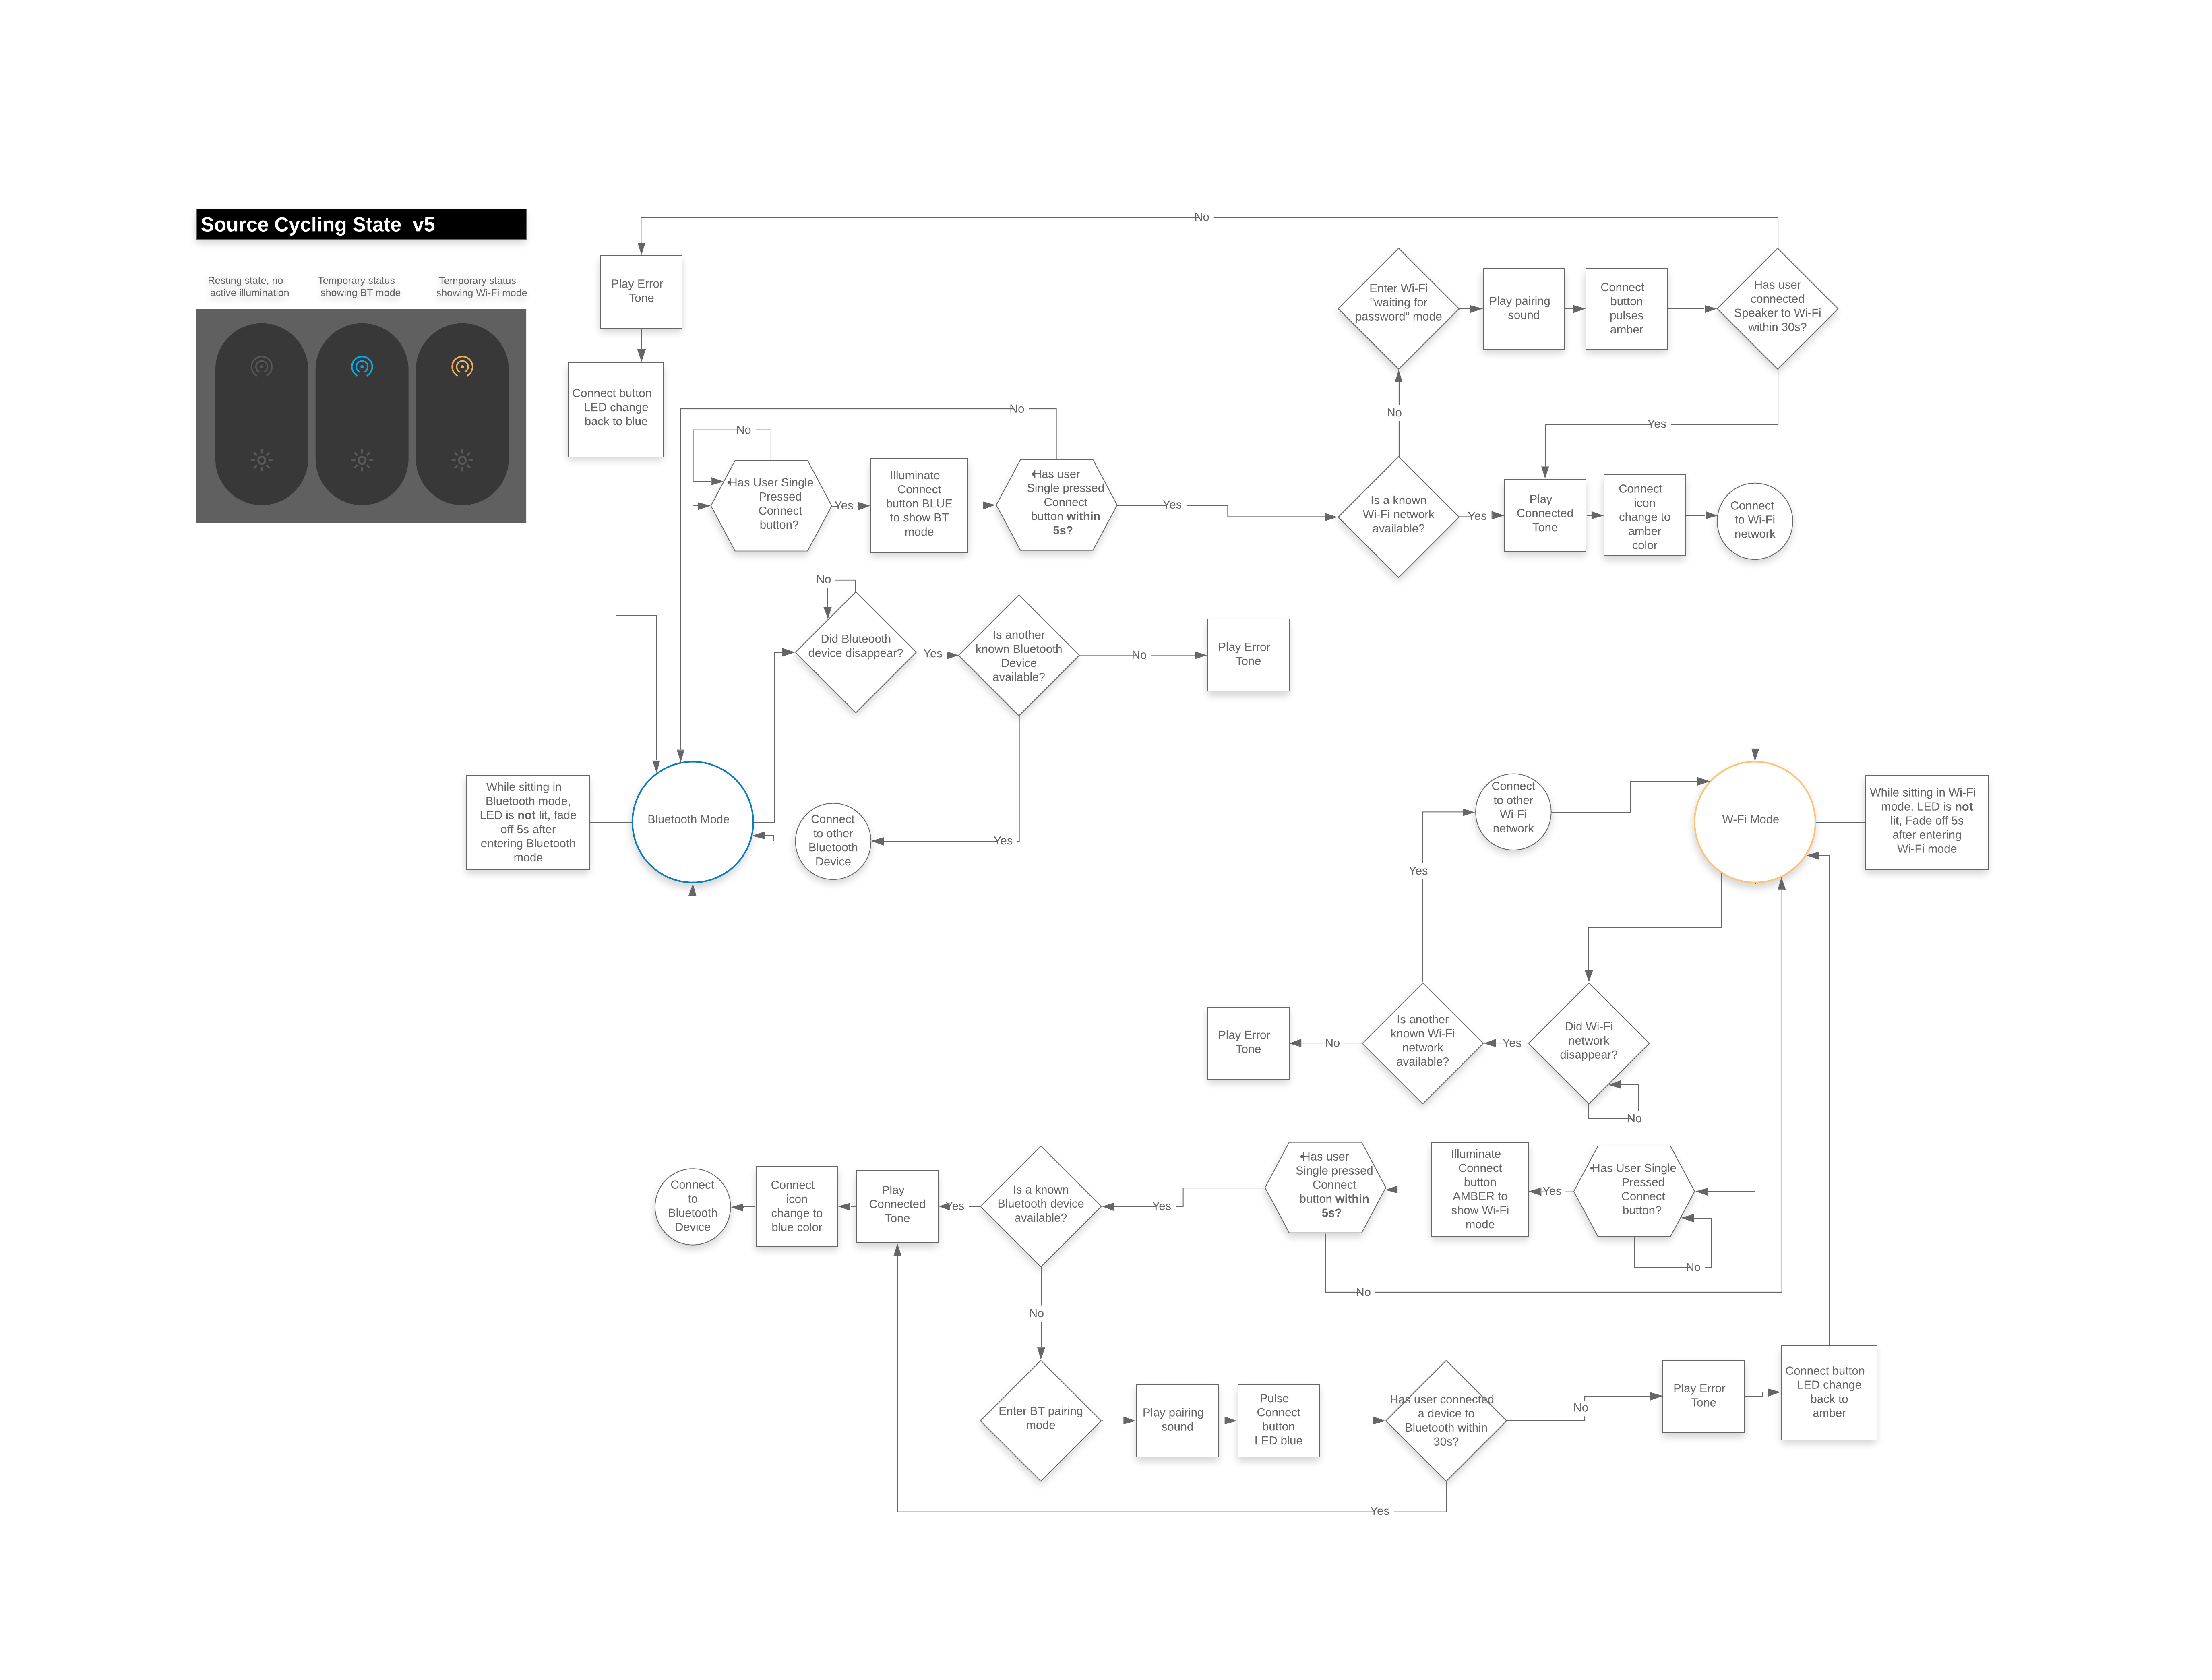 Source Cycling State  v5
Resting state, no
active illumination
Temporary status
showing BT mode
Temporary status
showing Wi-Fi mode
No
Play Error
Tone
Connect button
LED change
back to blue
Enter Wi-Fi
"waiting for
password" mode
Play pairing
sound
Connect
button
pulses
amber
Has user
connected
Speaker to Wi-Fi
within 30s?
No
No
No
Yes
•Has User Single
Pressed
Connect
button?
Yes
Illuminate
Connect
button BLUE
to show BT
mode
•Has user
Single pressed
Connect
button within
5s?
Yes
Is a known
Wi-Fi network
available?
Yes
Play
Connected
Tone
Connect
icon
change to
amber
color
Connect
to Wi-Fi
network
No
Did Bluteooth
device disappear?
Yes
Is another
known Bluetooth
Device
available?
No
Play Error
Tone
While sitting in
Bluetooth mode,
LED is not lit, fade
off 5s after
entering Bluetooth
mode
Bluetooth Mode
Connect
to other
Bluetooth
Device
Yes
Connect
to other
Wi-Fi
network
W-Fi Mode
While sitting in Wi-Fi
mode, LED is not
lit, Fade off 5s
after entering
Wi-Fi mode
Yes
Play Error
Tone
No
Is another
known Wi-Fi
network
available?
Yes
Did Wi-Fi
network
disappear?
No
Connect
to
Bluetooth
Device
Connect
icon
change to
blue color
Play
Connected
Tone
Yes
Is a known
Bluetooth device
available?
Yes
•Has user
Single pressed
Connect
button within
5s?
Illuminate
Connect
button
AMBER to
show Wi-Fi
mode
Yes
•Has User Single
Pressed
Connect
button?
No
No
No
Enter BT pairing
mode
Play pairing
sound
Pulse
Connect
button
LED blue
Has user connected
a device to
Bluetooth within
30s?
No
Play Error
Tone
Connect button
LED change
back to
amber
Yes